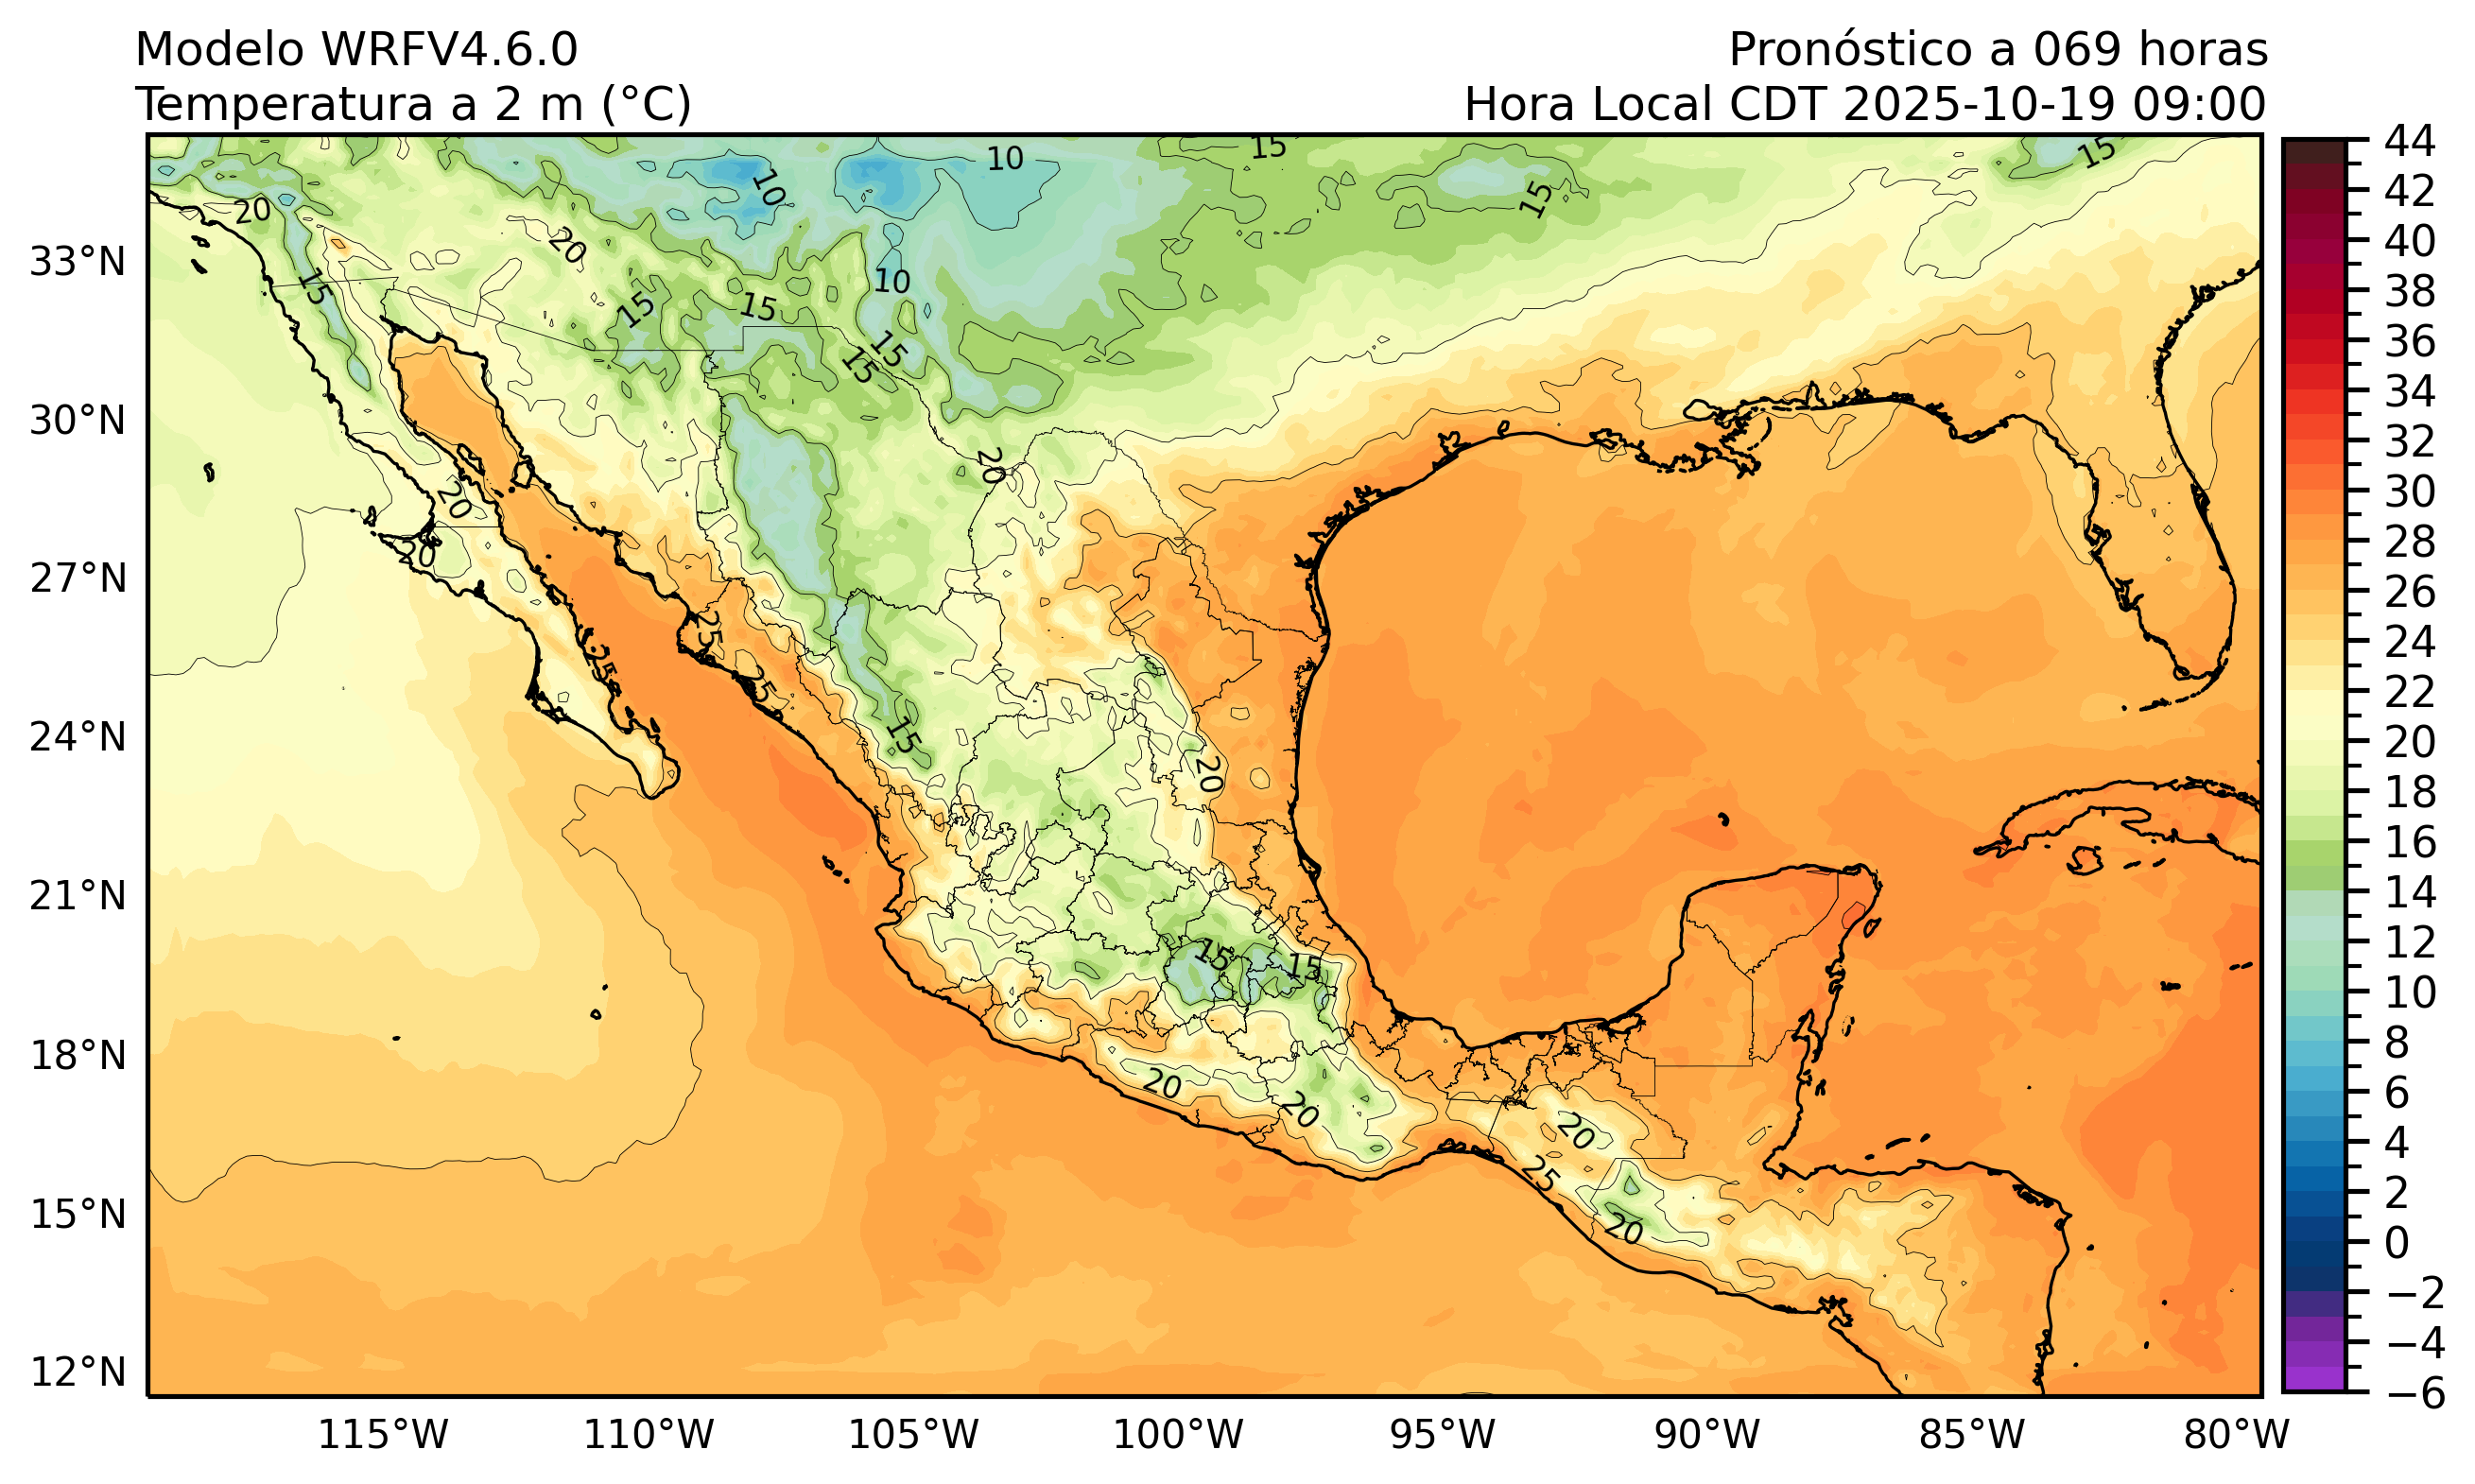 Modelo WRFV4.6.0
Pronóstico a 069 horas
Temperatura a 2 m (°C)
Hora Local CDT 2025-10-19 09:00
15
10
15
44
10
15
42
20
20
40
33°N
15
10
38
15
15
36
15
15
34
30°N
32
20
30
20
28
20
27°N
26
25
24
25
25
22
24°N
15
20
20
18
16
21°N
14
15
15
12
10
18°N
8
20
20
20
6
4
25
2
15°N
20
0
−2
12°N
−4
−6
115°W
110°W
105°W
100°W
95°W
90°W
85°W
80°W